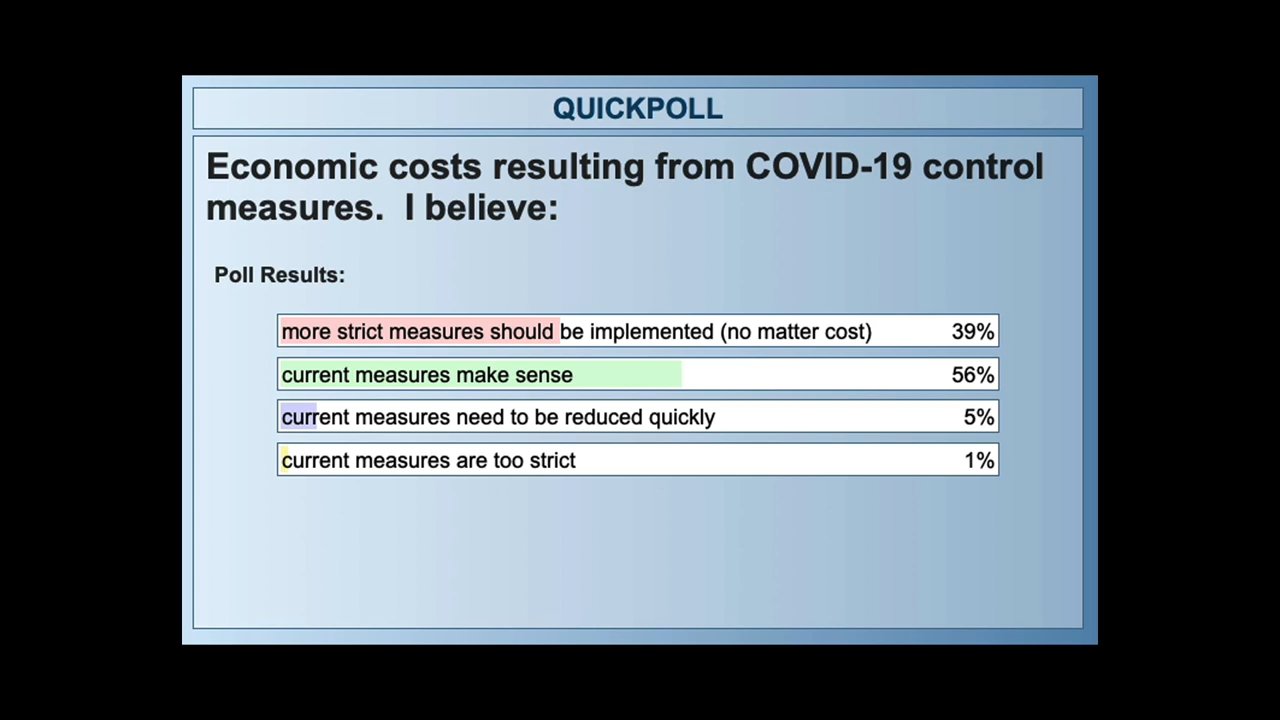 QUICKPOLL
Economic costs resulting from COVID-19 control
measures.  I believe:
Poll Results:
more strict measures should be implemented (no matter cost) 39%
current measures make sense 56%
current measures need to be reduced quickly 5%
current measures are too strict 1%